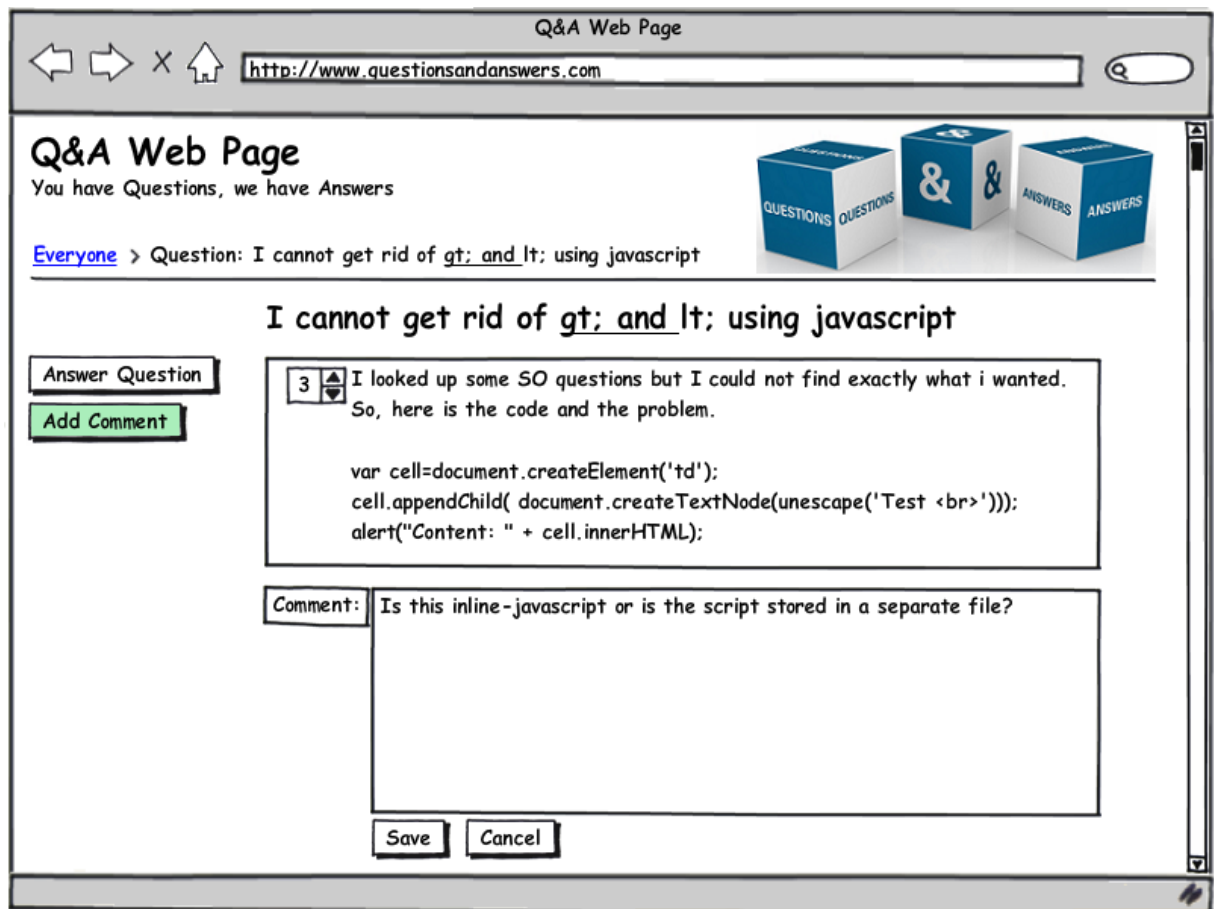 Q&A Web Page
http://www.questionsandanswers.com
Q&A Web Page
You have Questions, we have Answers
QUESTIONS QUESTIONS & & ANSWERS ANSWERS
QUESTIONS & ANSWERS
Everyone > Question: I cannot get rid of gt; and lt; using javascript
I cannot get rid of gt; and lt; using javascript
Answer Question
Add Comment
3
I looked up some SO questions but I could not find exactly what i wanted.
So, here is the code and the problem.
var cell=document.createElement('td');
cell.appendChild( document.createTextNode(unescape('Test <br>')));
alert("Content: " + cell.innerHTML);
Comment:
Is this inline-javascript or is the script stored in a separate file?
Save
Cancel